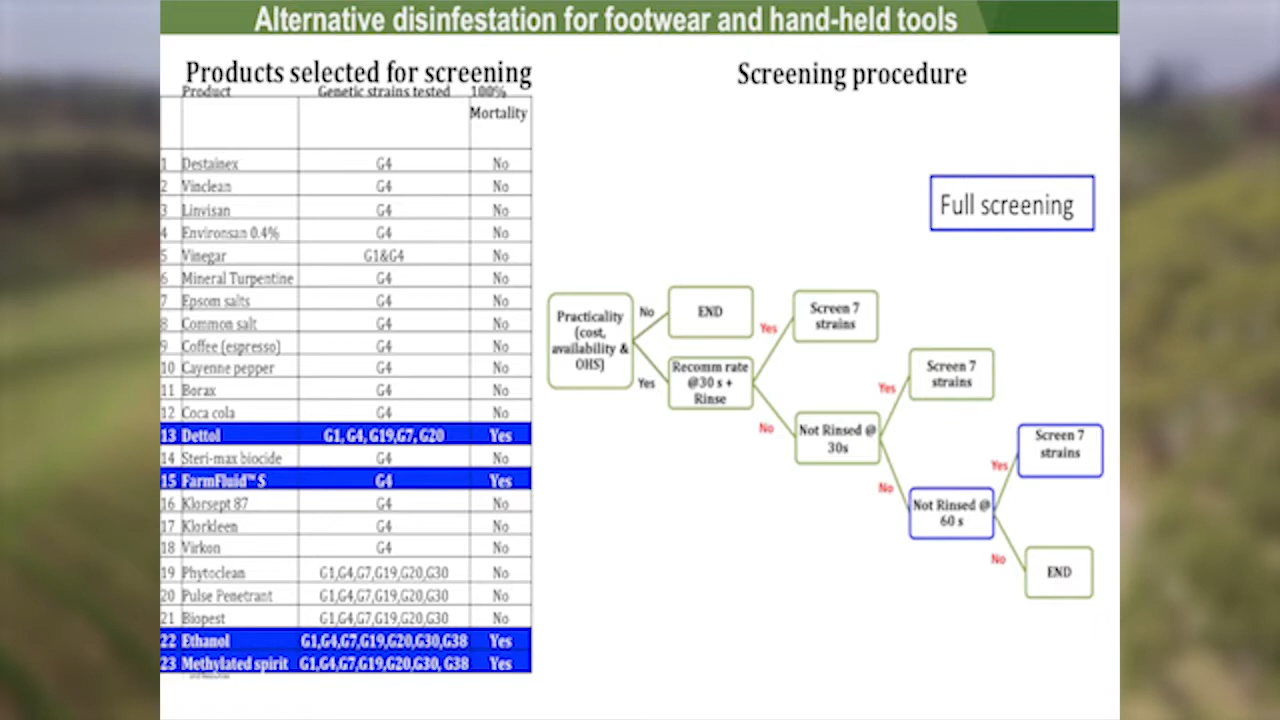 Alternative disinfestation for footwear and hand-held tools
Products selected for screening
Product Genetic strains tested 100%
Mortality
1 Destainex G4 No
2 Vinclean G4 No
3 Linvisan G4 No
4 Environsan 0.4% G4 No
5 Vinegar G1&G4 No
6 Mineral Turpentine G4 No
7 Epsom salts G4 No
8 Common salt G4 No
9 Coffee (espresso) G4 No
10 Cayenne pepper G4 No
11 Borax G4 No
12 Coca cola G4 No
13 Dettol G1, G4, G19,G7, G20 Yes
14 Steri-max biocide G4 No
15 FarmFluid™ S G4 Yes
16 Klorsept 87 G4 No
17 Klorkleen G4 No
18 Virkon G4 No
19 Phytoclean G1,G4,G7,G19,G20,G30 No
20 Pulse Penetrant G1,G4,G7,G19,G20,G30 No
21 Biopest G1,G4,G7,G19,G20,G30 No
22 Ethanol G1,G4,G7,G19,G20,G30,G38 Yes
23 Methylated spirit G1,G4,G7,G19,G20,G30, G38 Yes
Screening procedure
Full screening
Practicality
(cost,
availability &
OHS)
No
END
Yes
Recomm rate
@30 s +
Rinse
Yes
Screen 7
strains
No
Not Rinsed @
30s
Yes
Screen 7
strains
No
Not Rinsed @
60 s
Yes
Screen 7
strains
No
END